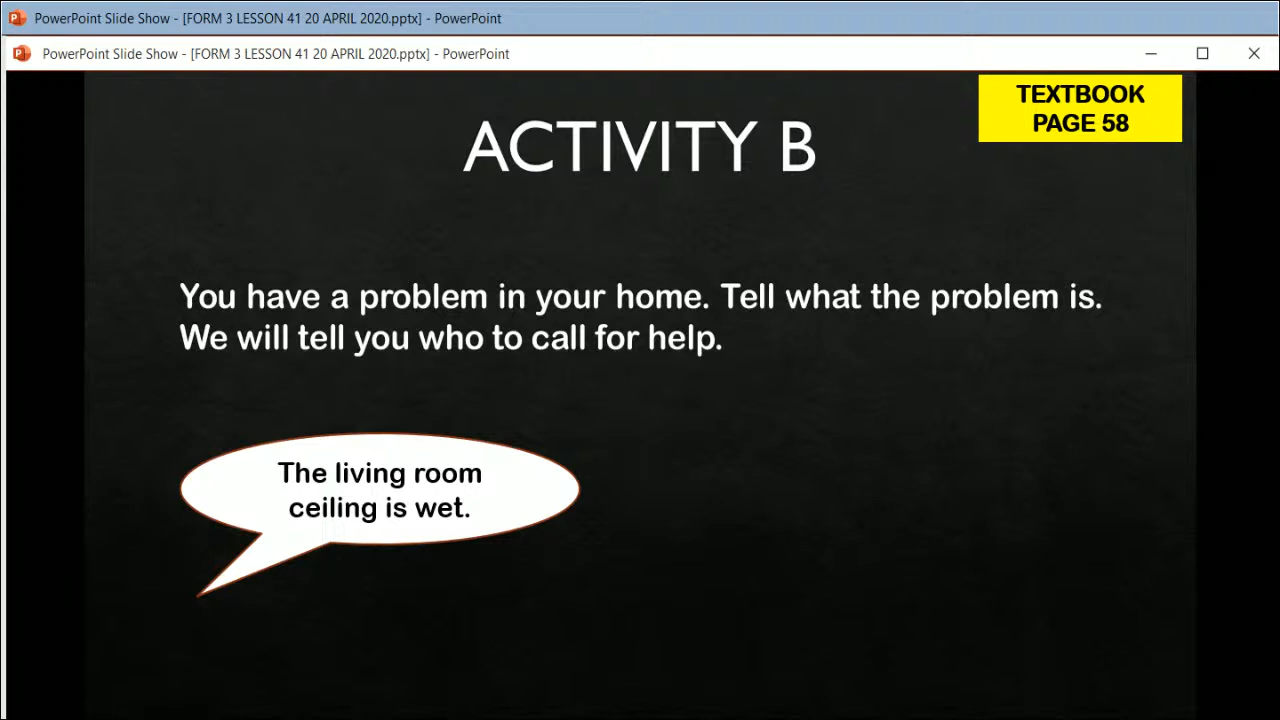 PowerPoint Slide Show - [FORM 3 LESSON 41 20 APRIL 2020.pptx] - PowerPoint
PowerPoint Slide Show - [FORM 3 LESSON 41 20 APRIL 2020.pptx] - PowerPoint
TEXTBOOK
PAGE 58
ACTIVITY B
You have a problem in your home. Tell what the problem is.
We will tell you who to call for help.
The living room
ceiling is wet.